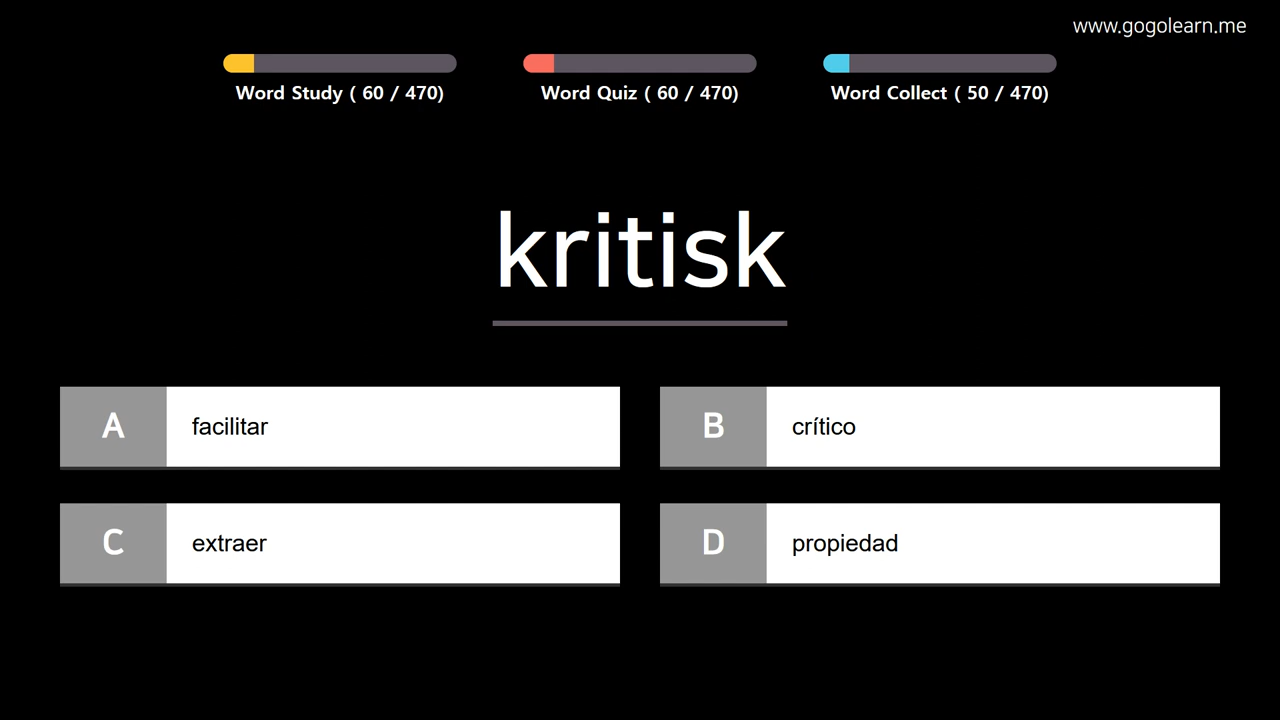 www.gogolearn.me
Word Study ( 60 / 470)
Word Quiz ( 60 / 470)
Word Collect ( 50 / 470)
kritisk
A facilitar
B crítico
C extraer
D propiedad